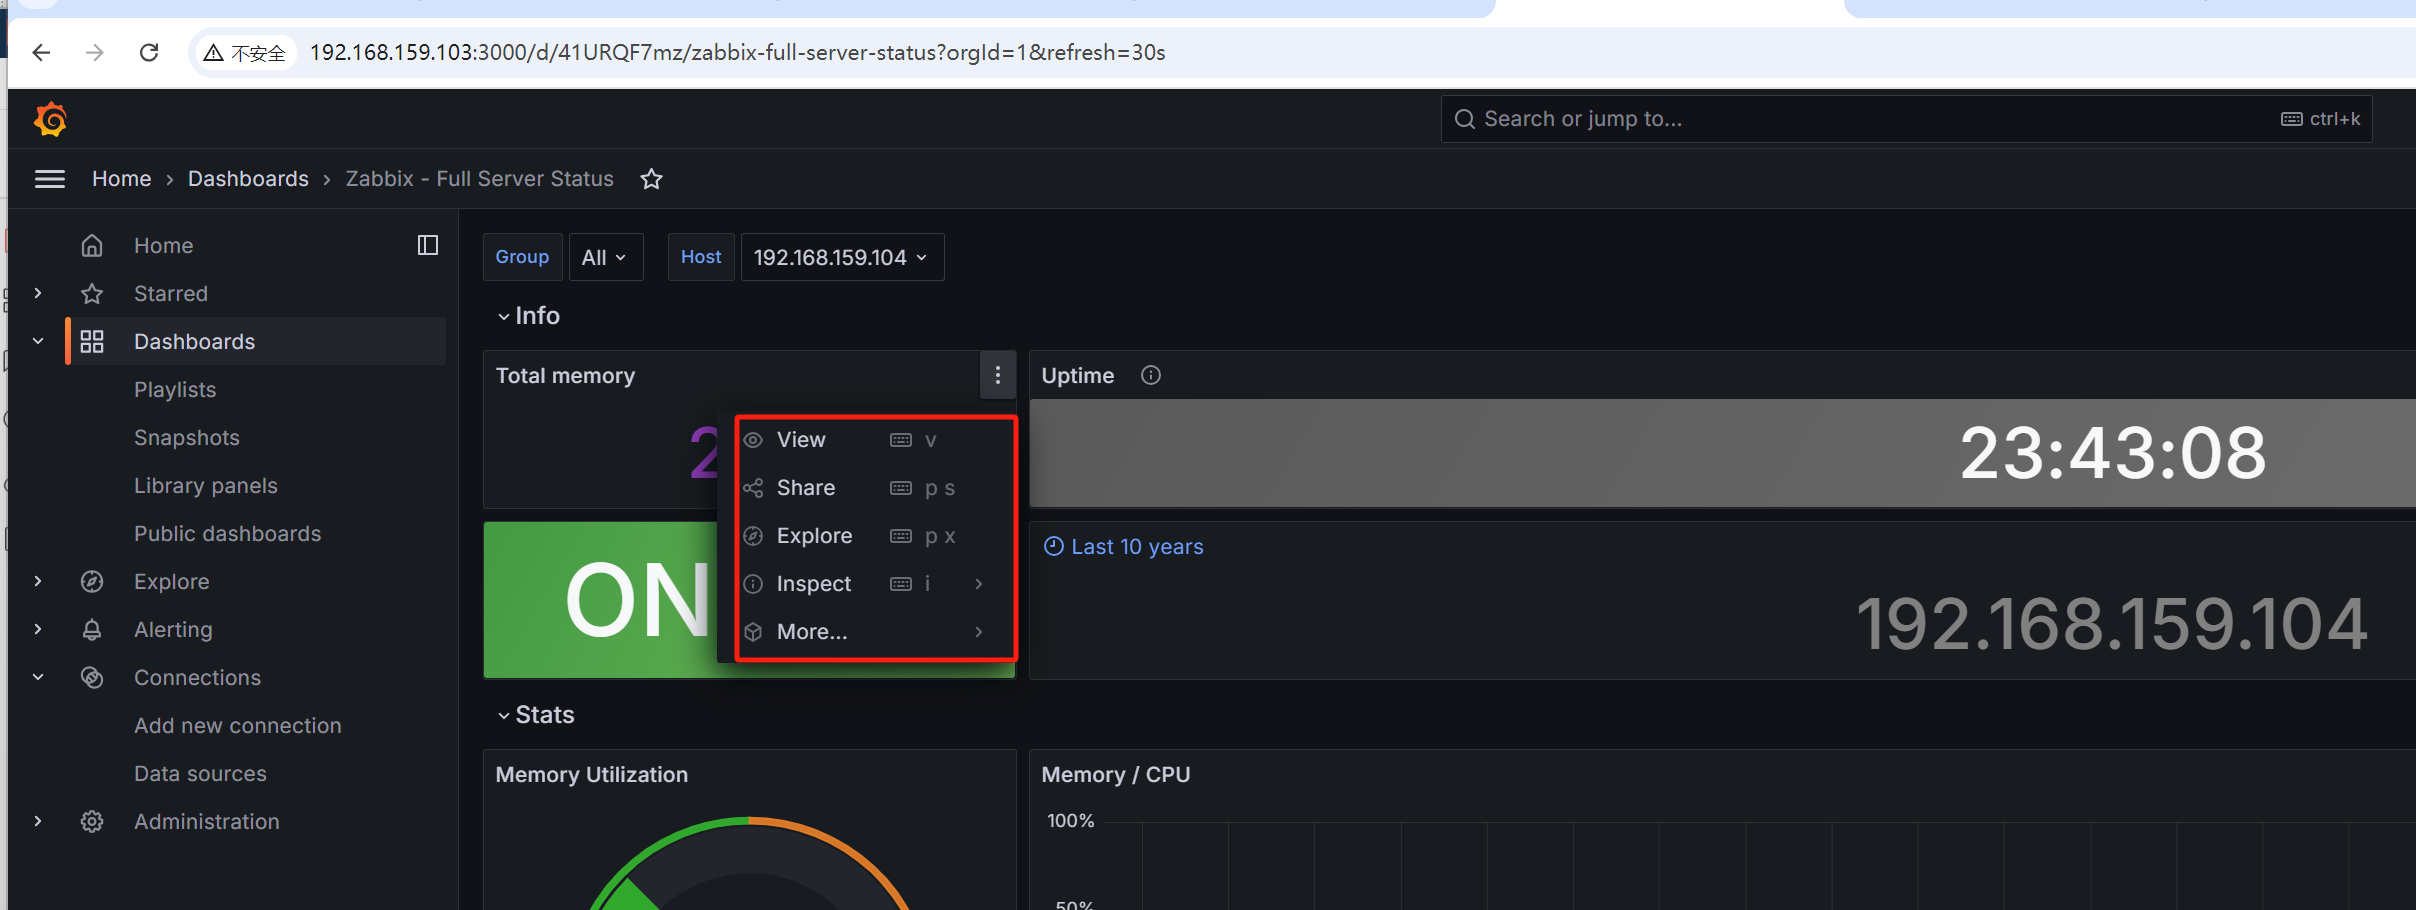 不安全 192.168.159.103:3000/d/41URQF7mz/zabbix-full-server-status?orgId=1&refresh=30s
Search or jump to... ctrl+k
Home › Dashboards › Zabbix - Full Server Status
Home
Starred
Dashboards
Playlists
Snapshots
Library panels
Public dashboards
Explore
Alerting
Connections
Add new connection
Data sources
Administration
Group All Host 192.168.159.104
Info
Total memory
2
View v
Share p s
Explore p x
Inspect i
More...
ON
Uptime
23:43:08
Last 10 years
192.168.159.104
Stats
Memory Utilization
Memory / CPU
100%
50%